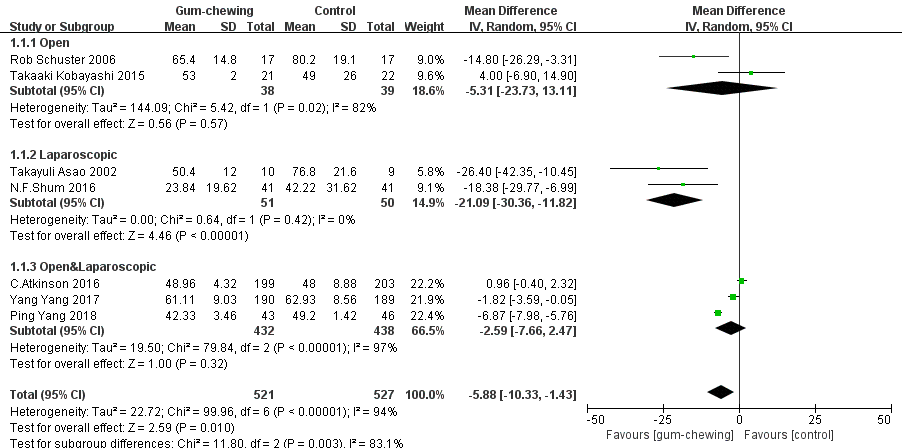 Gum-chewing Control Mean Difference Mean Difference
Study or Subgroup Mean SD Total Mean SD Total Weight IV, Random, 95% CI IV, Random, 95% CI
1.1.1 Open
Rob Schuster 2006 65.4 14.8 17 80.2 19.1 17 9.0% -14.80 [-26.29, -3.31]
Takaaki Kobayashi 2015 53 2 21 49 26 22 9.6% 4.00 [-6.90, 14.90]
Subtotal (95% CI) 38 39 18.6% -5.31 [-23.73, 13.11]
Heterogeneity: Tau² = 144.09; Chi² = 5.42, df = 1 (P = 0.02); I² = 82%
Test for overall effect: Z = 0.56 (P = 0.57)
1.1.2 Laparoscopic
Takayuli Asao 2002 50.4 12 10 76.8 21.6 9 5.8% -26.40 [-42.35, -10.45]
N.F.Shum 2016 23.84 19.62 41 42.22 31.62 41 9.1% -18.38 [-29.77, -6.99]
Subtotal (95% CI) 51 50 14.9% -21.09 [-30.36, -11.82]
Heterogeneity: Tau² = 0.00; Chi² = 0.64, df = 1 (P = 0.42); I² = 0%
Test for overall effect: Z = 4.46 (P < 0.00001)
1.1.3 Open&Laparoscopic
C.Atkinson 2016 48.96 4.32 199 48 8.88 203 22.2% 0.96 [-0.40, 2.32]
Yang Yang 2017 61.11 9.03 190 62.93 8.56 189 21.9% -1.82 [-3.59, -0.05]
Ping Yang 2018 42.33 3.46 43 49.2 1.42 46 22.4% -6.87 [-7.98, -5.76]
Subtotal (95% CI) 432 438 66.5% -2.59 [-7.66, 2.47]
Heterogeneity: Tau² = 19.50; Chi² = 79.84, df = 2 (P < 0.00001); I² = 97%
Test for overall effect: Z = 1.00 (P = 0.32)
Total (95% CI) 521 527 100.0% -5.88 [-10.33, -1.43]
Heterogeneity: Tau² = 22.72; Chi² = 99.96, df = 6 (P < 0.00001); I² = 94%
Test for overall effect: Z = 2.59 (P = 0.010)
Test for subgroup differences: Chi² = 11.80, df = 2 (P = 0.003), I² = 83.1%
-50 -25 0 25 50
Favours [gum-chewing] Favours [control]